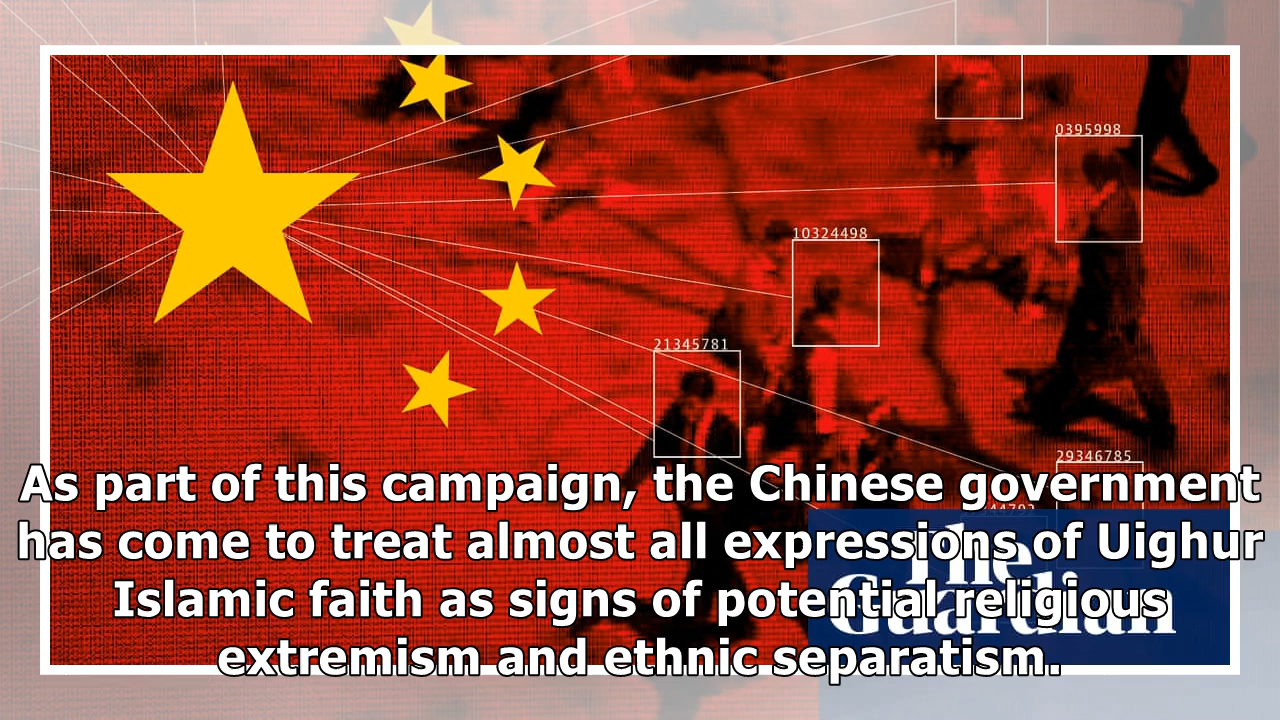 0395998
10324498
21345781
29346785
As part of this campaign, the Chinese government
has come to treat almost all expressions of Uighur
Islamic faith as signs of potential religious
extremism and ethnic separatism.
The
Guardian